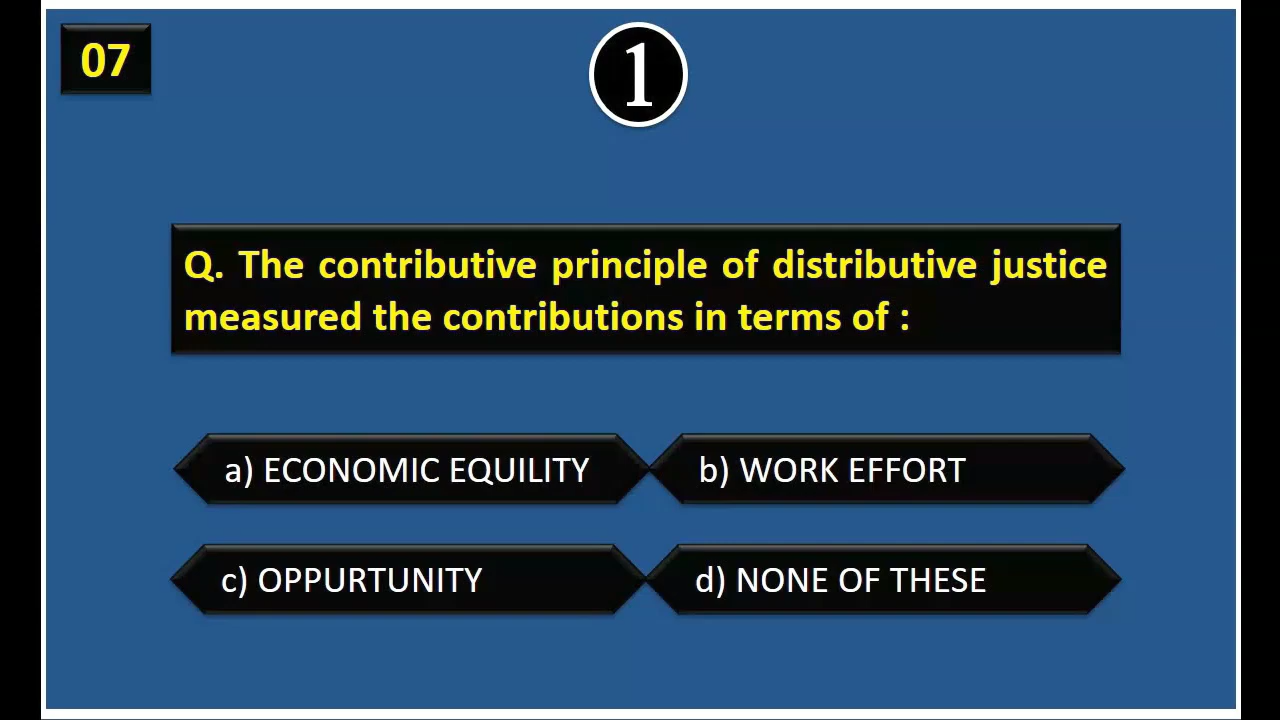 07
1
Q. The contributive principle of distributive justice
measured the contributions in terms of :
a) ECONOMIC EQUILITY
b) WORK EFFORT
c) OPPURTUNITY
d) NONE OF THESE